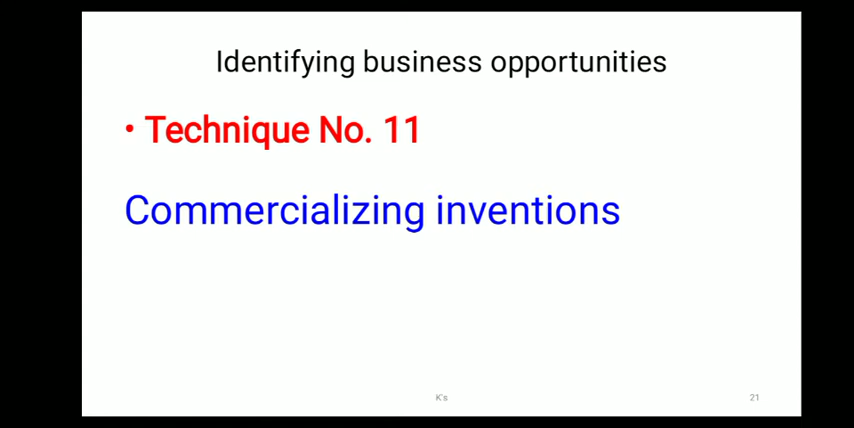 Identifying business opportunities
• Technique No. 11
Commercializing inventions
K's
21